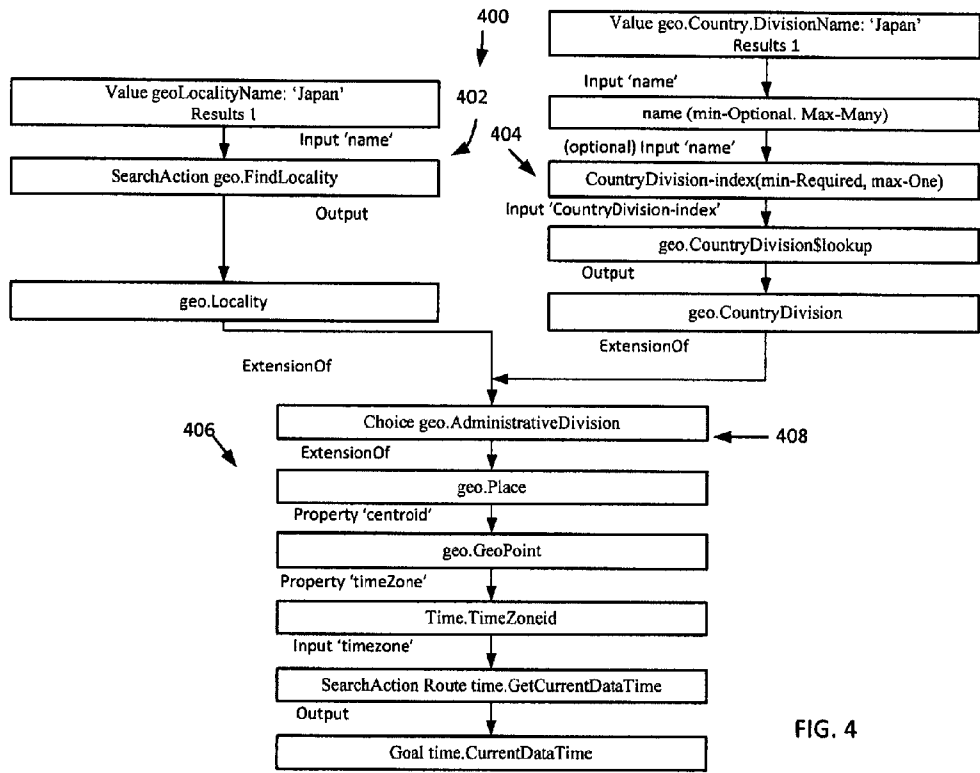 400
Value geo.Country.DivisionName: 'Japan'
Results 1
Input 'name'
name (min-Optional. Max-Many)
404
(optional) Input 'name'
CountryDivision-index(min-Required, max-One)
Input 'CountryDivision-index'
geo.CountryDivision$lookup
Output
geo.CountryDivision
ExtensionOf
402
Value geoLocalityName: 'Japan'
Results 1
Input 'name'
SearchAction geo.FindLocality
Output
geo.Locality
ExtensionOf
406
Choice geo.AdministrativeDivision
408
ExtensionOf
geo.Place
Property 'centroid'
geo.GeoPoint
Property 'timeZone'
Time.TimeZoneid
Input 'timezone'
SearchAction Route time.GetCurrentDataTime
Output
Goal time.CurrentDataTime
FIG. 4